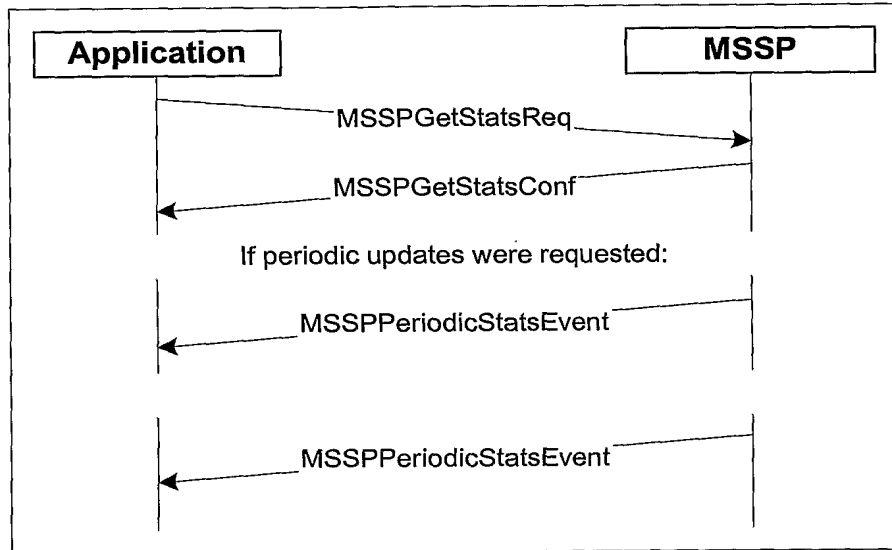 Application
MSSP
MSSPGetStatsReq
MSSPGetStatsConf
If periodic updates were requested:
MSSPPeriodicStatsEvent
MSSPPeriodicStatsEvent